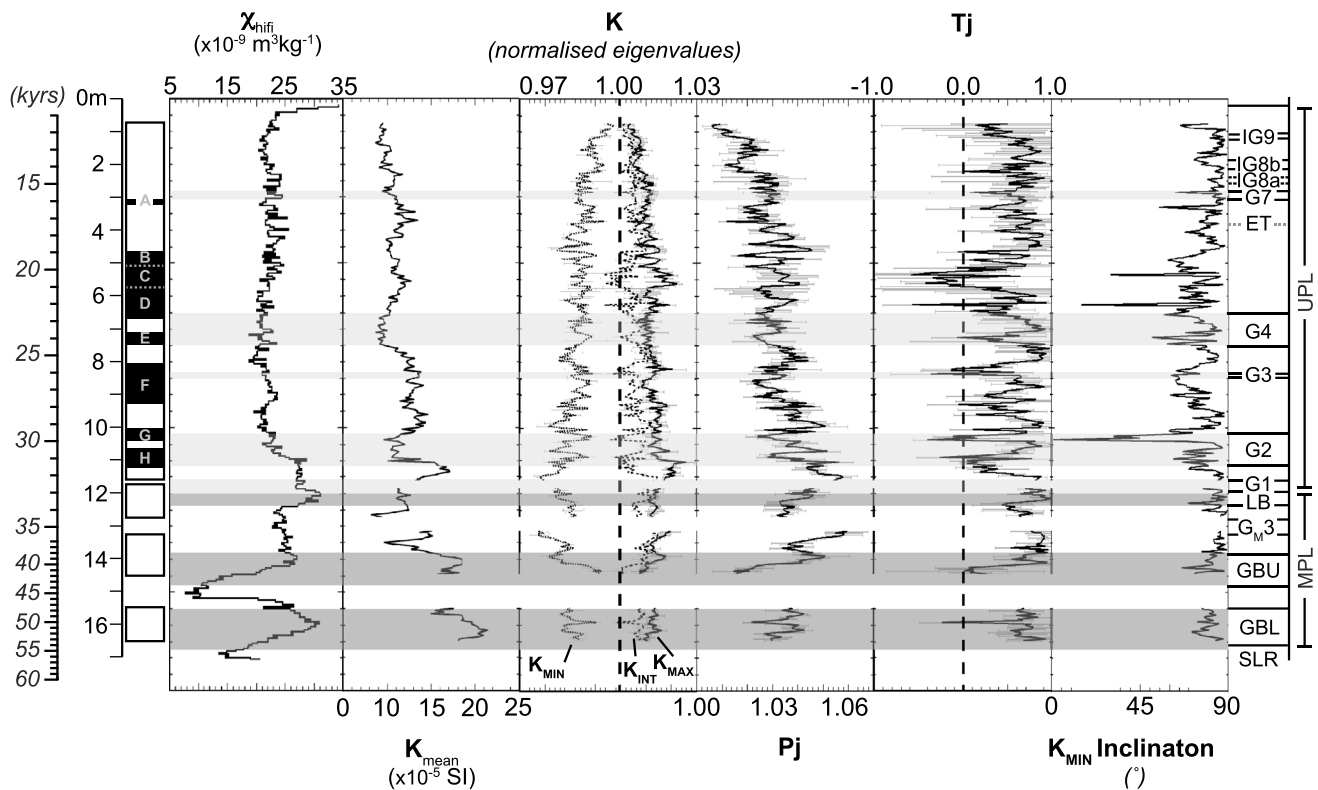 χhifi
(x10-9 m3kg-1)
K
(normalised eigenvalues)
Tj
5 15 25 35
0.97 1.00 1.03
-1.0 0.0 1.0
(kyrs)
0m
2
4
6
8
10
12
14
16
15
20
25
30
35
40
45
50
55
60
A
B
C
D
E
F
G
H
IG9
IG8b
IG8a
G7
ET
G4
G3
G2
G1
LB
GM3
GBU
GBL
SLR
UPL
MPL
KMIN
KINT
KMAX
0 10 15 20 25
1.00 1.03 1.06
0 45 90
Kmean
(x10-5 SI)
Pj
KMIN Inclinaton
(°)